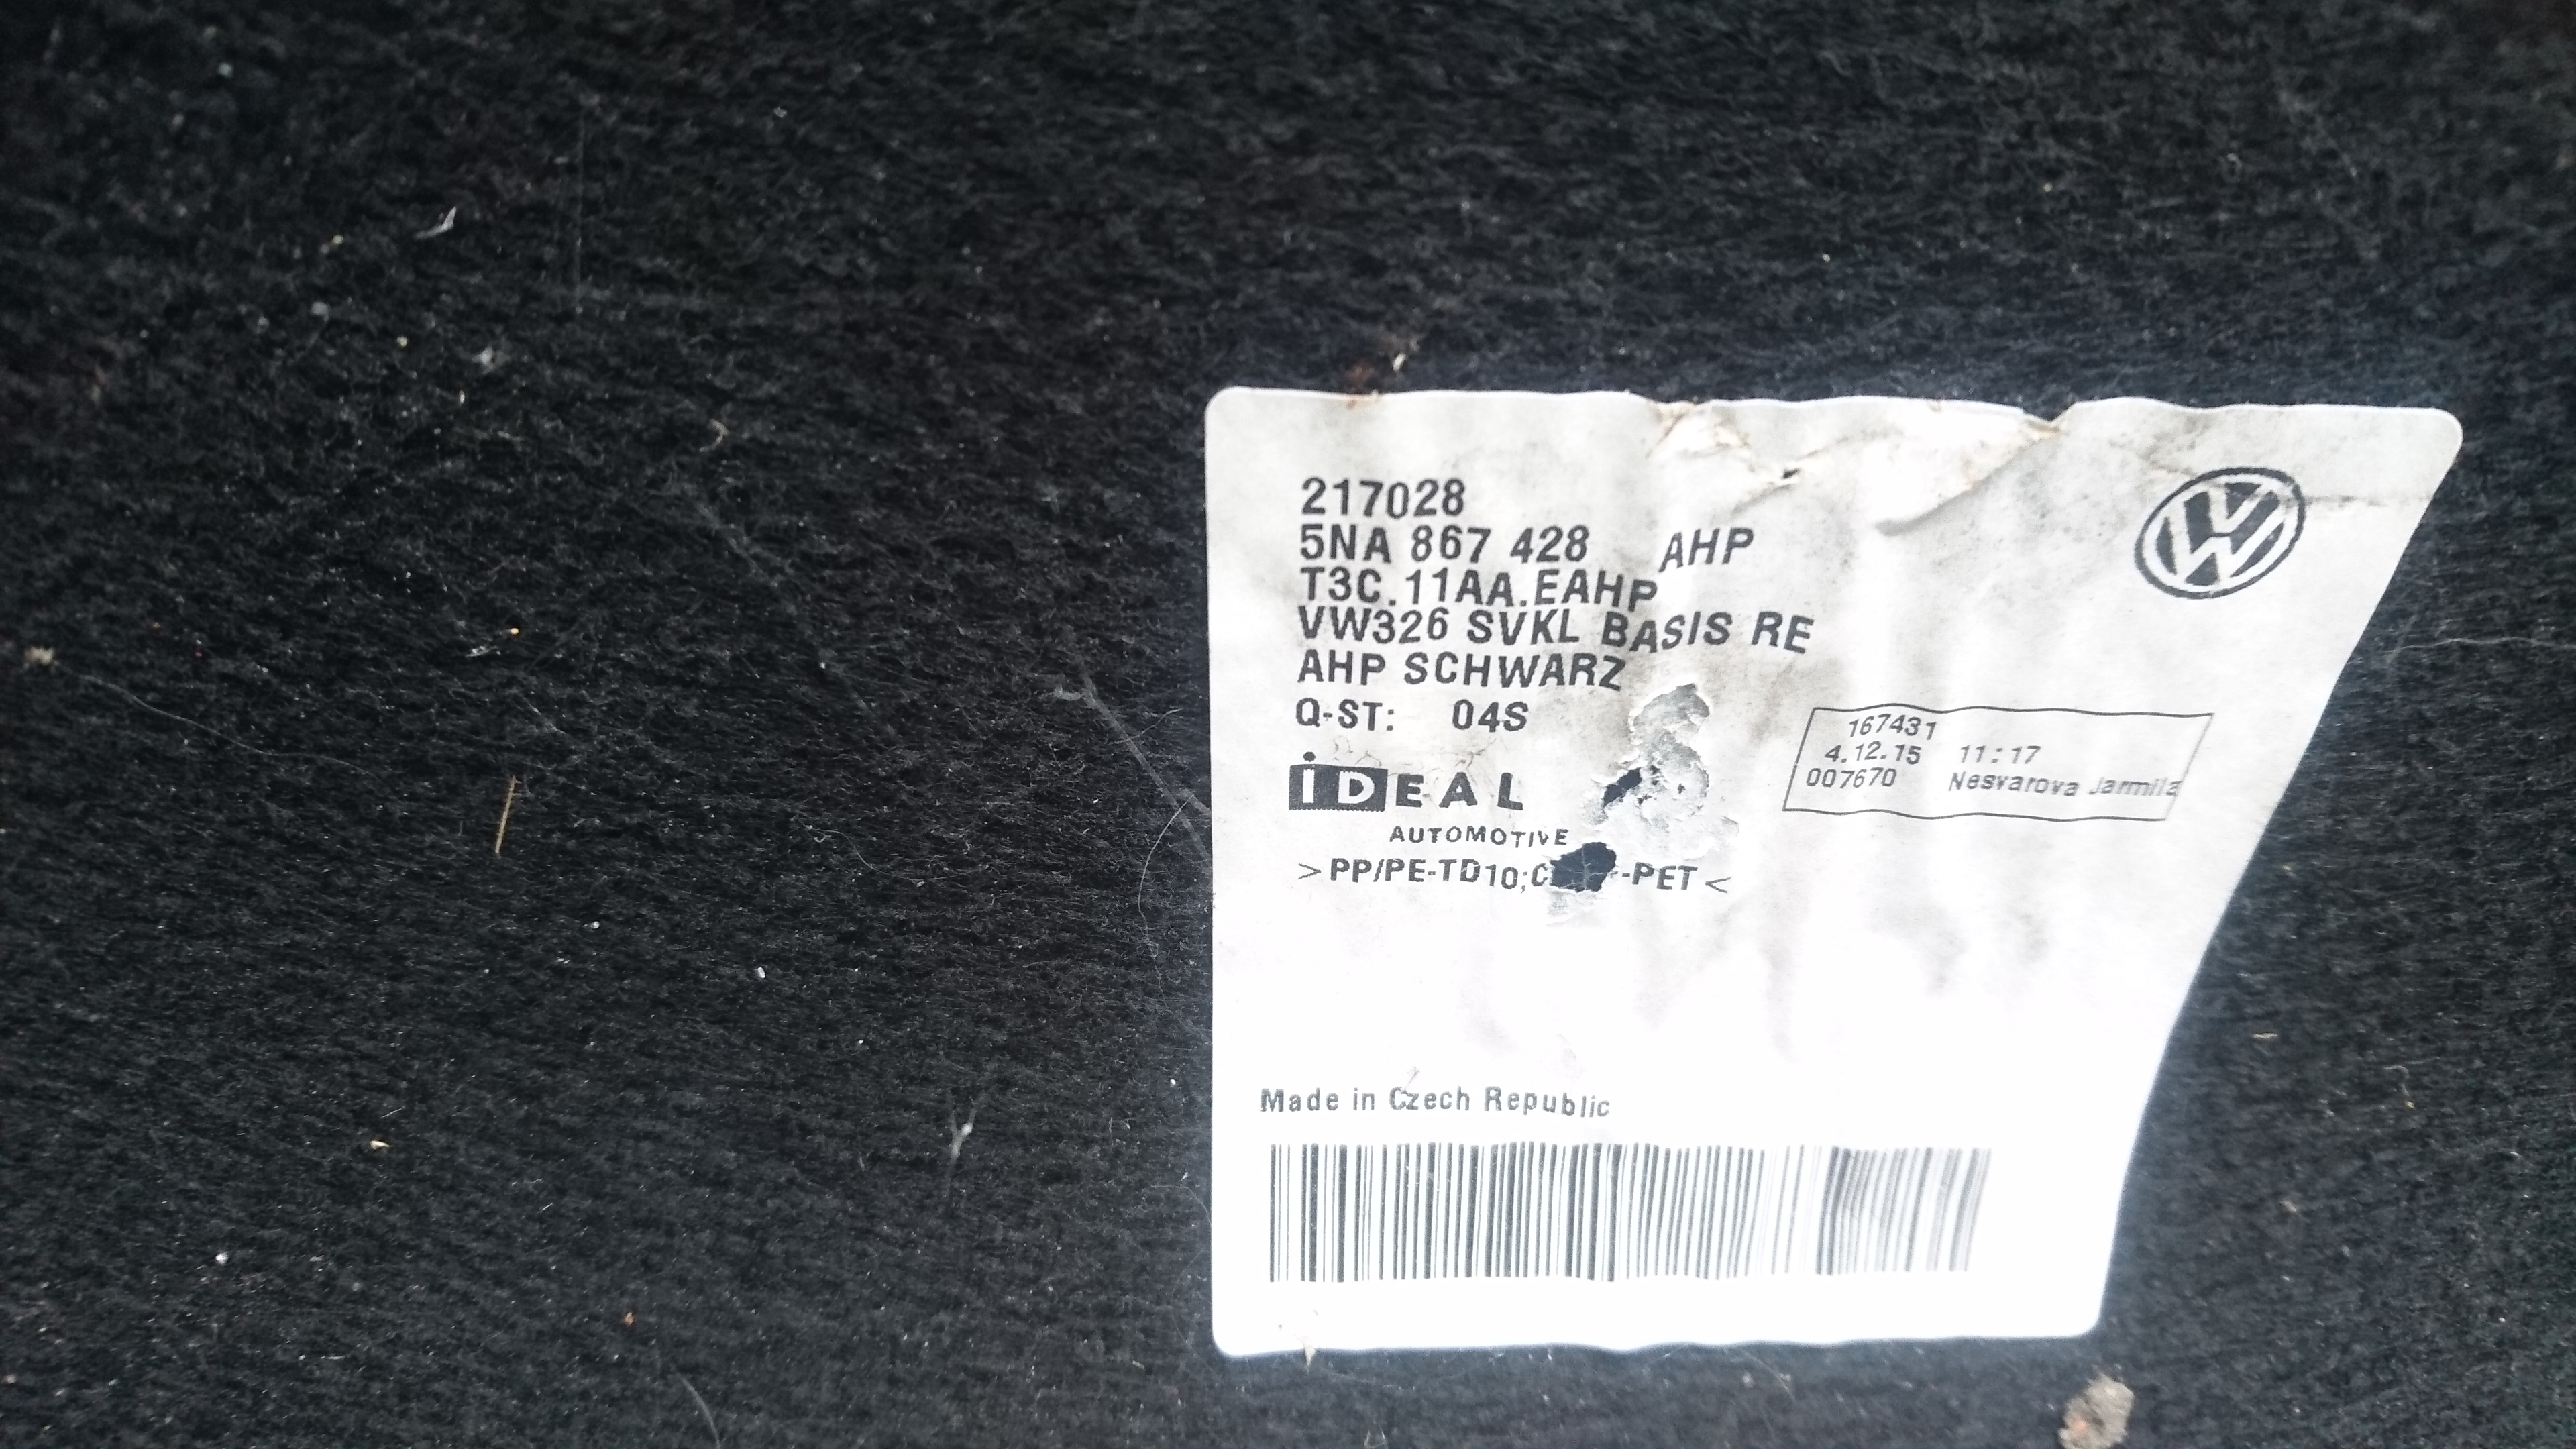 217028
5NA 867 428 AHP
T3C.11AA.EAHP
VW326 SVKL BASIS RE
AHP SCHWARZ
Q-ST: 04S
iDEAL
AUTOMOTIVE
>PP/PE-TD10;C -PET<
167431
4.12.15 11:17
007670 Nesvarova Jarmila
Made in Czech Republic
VW